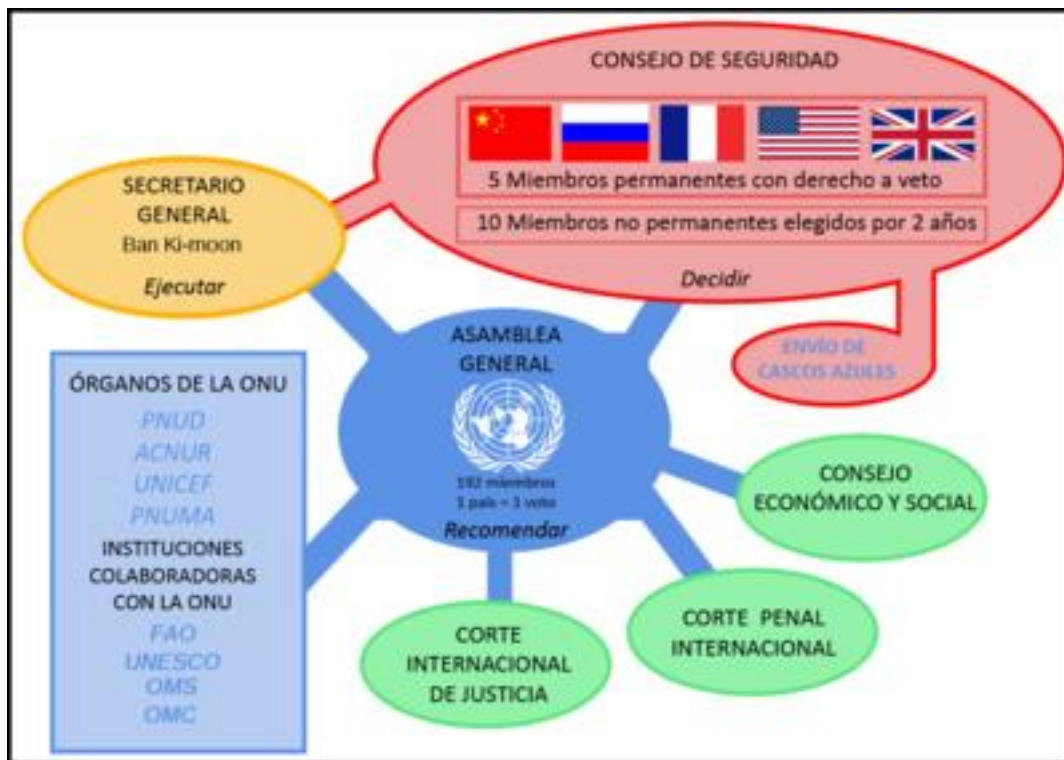 CONSEJO DE SEGURIDAD
5 Miembros permanentes con derecho a veto
10 Miembros no permanentes elegidos por 2 años
Decidir
ENVÍO DE
CASCOS AZULES
SECRETARIO
GENERAL
Ban Ki-moon
Ejecutar
ASAMBLEA
GENERAL
192 miembros
1 país = 1 voto
Recomendar
ÓRGANOS DE LA ONU
PNUD
ACNUR
UNICEF
PNUMA
INSTITUCIONES
COLABORADORAS
CON LA ONU
FAO
UNESCO
OMS
OMC
CONSEJO
ECONÓMICO Y SOCIAL
CORTE PENAL
INTERNACIONAL
CORTE
INTERNACIONAL
DE JUSTICIA